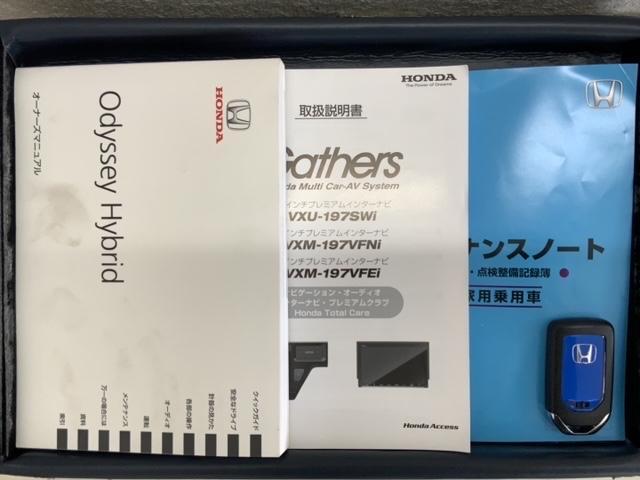 HONDA
Odyssey Hybrid
オーナーズマニュアル
クイックガイド
安全なドライブ
計器の見かた
各部の操作
オーディオ
運転
メンテナンス
万一の場合には
資料
索引
HONDA
The Power of Dreams
取扱説明書
Gathers
da Multi Car-AV System
インチプレミアムインターナビ
VXU-197SWi
インチプレミアムインターナビ
VXM-197VFNi
インチプレミアムインターナビ
VXM-197VFEi
ビゲーション・オーディオ
ンターナビ・プレミアムクラブ
Honda Total Care
Honda Access
ナンスノート
・点検整備記録簿
家用乗用車